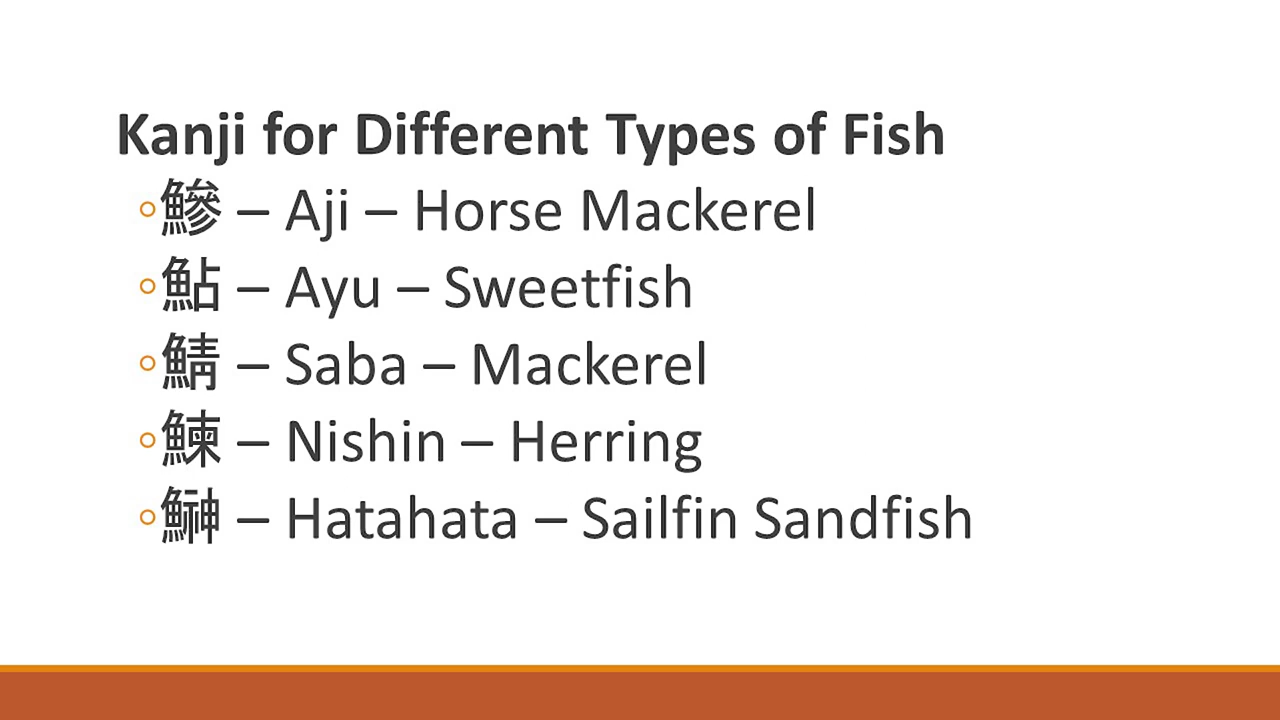 Kanji for Different Types of Fish
◦鰺 – Aji – Horse Mackerel
◦鮎 – Ayu – Sweetfish
◦鯖 – Saba – Mackerel
◦鰊 – Nishin – Herring
◦鰰 – Hatahata – Sailfin Sandfish